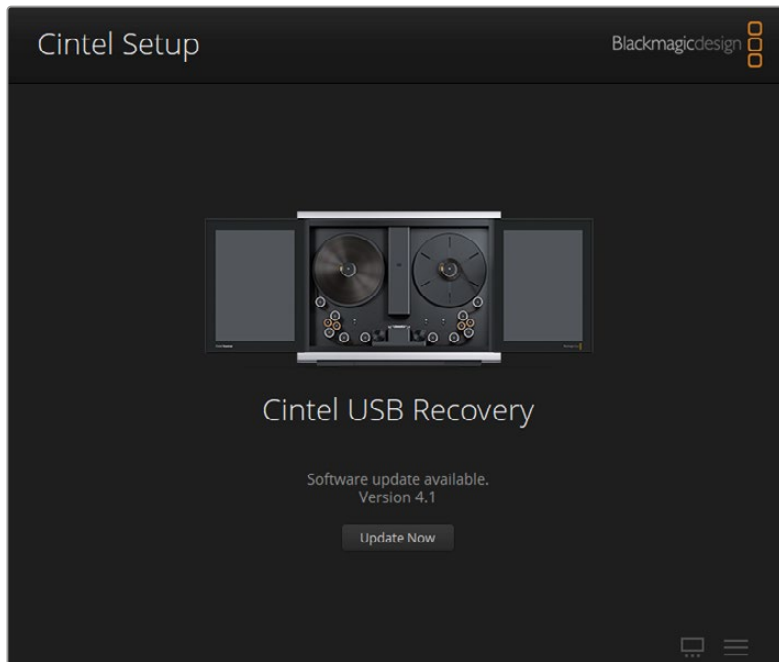 Cintel Setup
Blackmagicdesign
Cintel USB Recovery
Software update available.
Version 4.1
Update Now